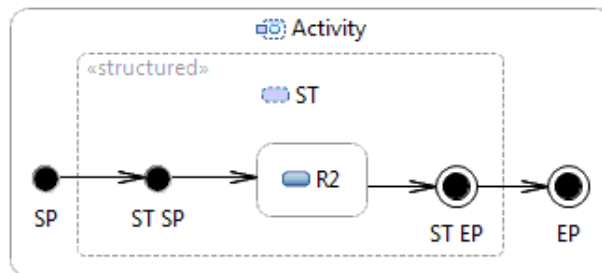 Activity
«structured»
ST
R2
SP
ST SP
ST EP
EP